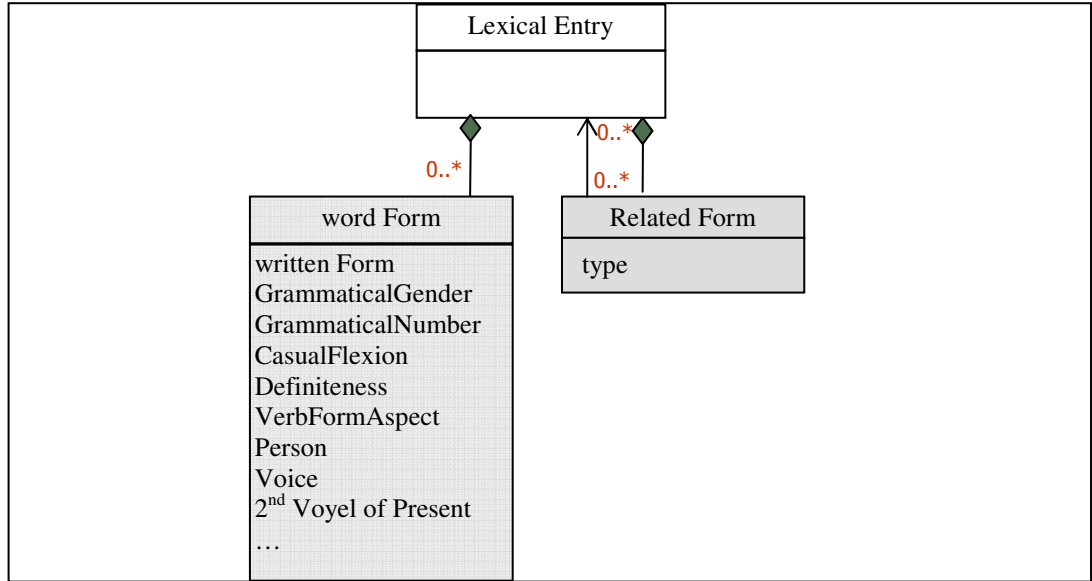 Lexical Entry
0..*
0..*
0..*
word Form
written Form
GrammaticalGender
GrammaticalNumber
CasualFlexion
Definiteness
VerbFormAspect
Person
Voice
2nd Voyel of Present
…
Related Form
type